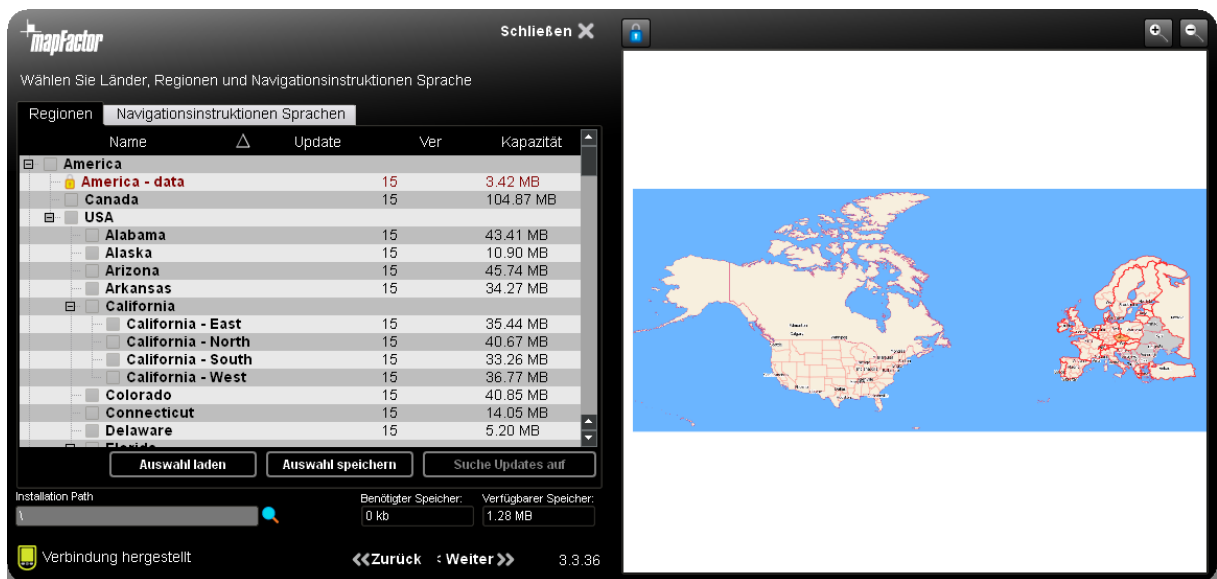 mapFactor
Schließen
Wählen Sie Länder, Regionen und Navigationsinstruktionen Sprache
Regionen Navigationsinstruktionen Sprachen
Name Update Ver Kapazität
America
America - data 15 3.42 MB
Canada 15 104.87 MB
USA
Alabama 15 43.41 MB
Alaska 15 10.90 MB
Arizona 15 45.74 MB
Arkansas 15 34.27 MB
California
California - East 15 35.44 MB
California - North 15 40.67 MB
California - South 15 33.26 MB
California - West 15 36.77 MB
Colorado 15 40.85 MB
Connecticut 15 14.05 MB
Delaware 15 5.20 MB
Florida
Auswahl laden Auswahl speichern Suche Updates auf
Installation Path Benötigter Speicher: Verfügbarer Speicher:
\ 0 kb 1.28 MB
Verbindung hergestellt Zurück : Weiter 3.3.36